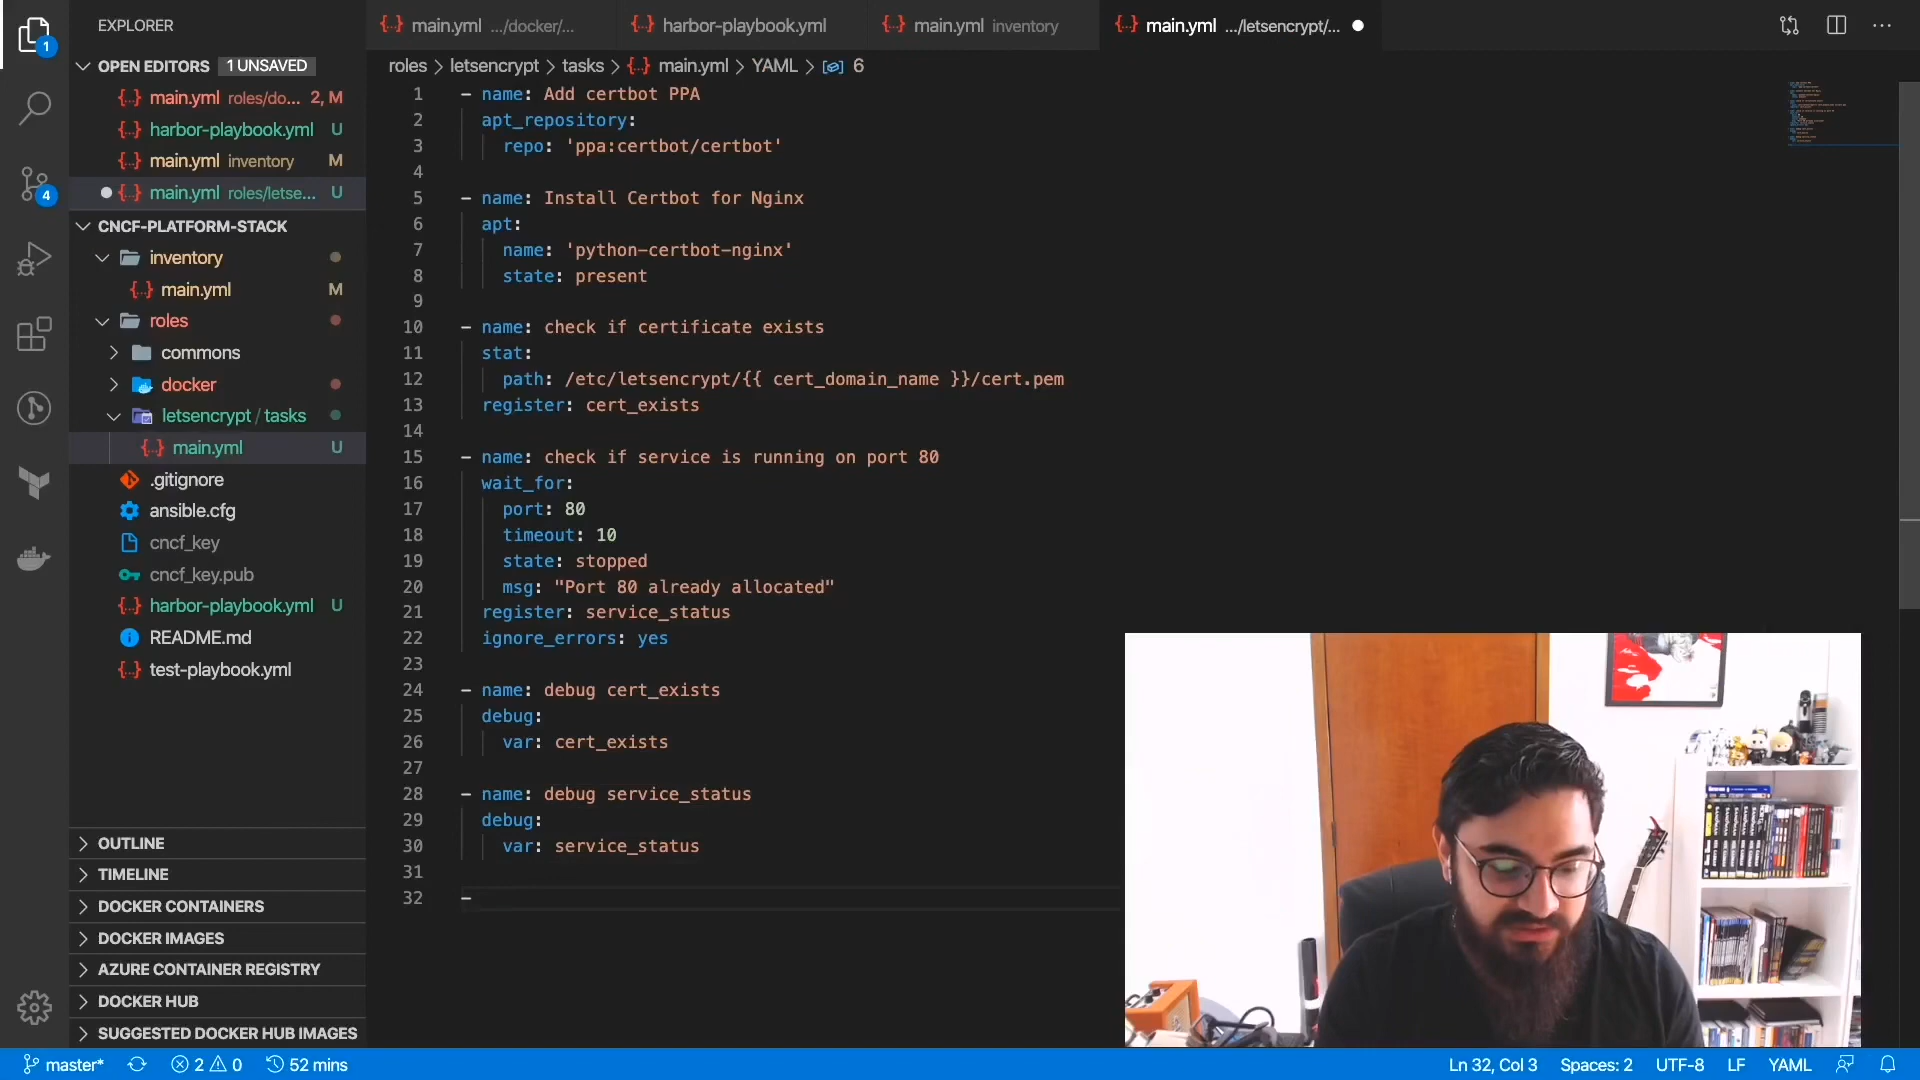 EXPLORER
main.yml .../docker/...
harbor-playbook.yml
main.yml inventory
main.yml .../letsencrypt/...
1
OPEN EDITORS 1 UNSAVED
main.yml roles/do... 2, M
harbor-playbook.yml U
main.yml inventory M
main.yml roles/letse... U
4
CNCF-PLATFORM-STACK
inventory
main.yml M
roles
commons
docker
letsencrypt / tasks
main.yml U
.gitignore
ansible.cfg
cncf_key
cncf_key.pub
harbor-playbook.yml U
README.md
test-playbook.yml
OUTLINE
TIMELINE
DOCKER CONTAINERS
DOCKER IMAGES
AZURE CONTAINER REGISTRY
DOCKER HUB
SUGGESTED DOCKER HUB IMAGES
roles > letsencrypt > tasks > main.yml > YAML > 6
1 - name: Add certbot PPA
2 apt_repository:
3 repo: 'ppa:certbot/certbot'
4
5 - name: Install Certbot for Nginx
6 apt:
7 name: 'python-certbot-nginx'
8 state: present
9
10 - name: check if certificate exists
11 stat:
12 path: /etc/letsencrypt/{{ cert_domain_name }}/cert.pem
13 register: cert_exists
14
15 - name: check if service is running on port 80
16 wait_for:
17 port: 80
18 timeout: 10
19 state: stopped
20 msg: "Port 80 already allocated"
21 register: service_status
22 ignore_errors: yes
23
24 - name: debug cert_exists
25 debug:
26 var: cert_exists
27
28 - name: debug service_status
29 debug:
30 var: service_status
31
32 -
master* 2 0 52 mins
Ln 32, Col 3 Spaces: 2 UTF-8 LF YAML